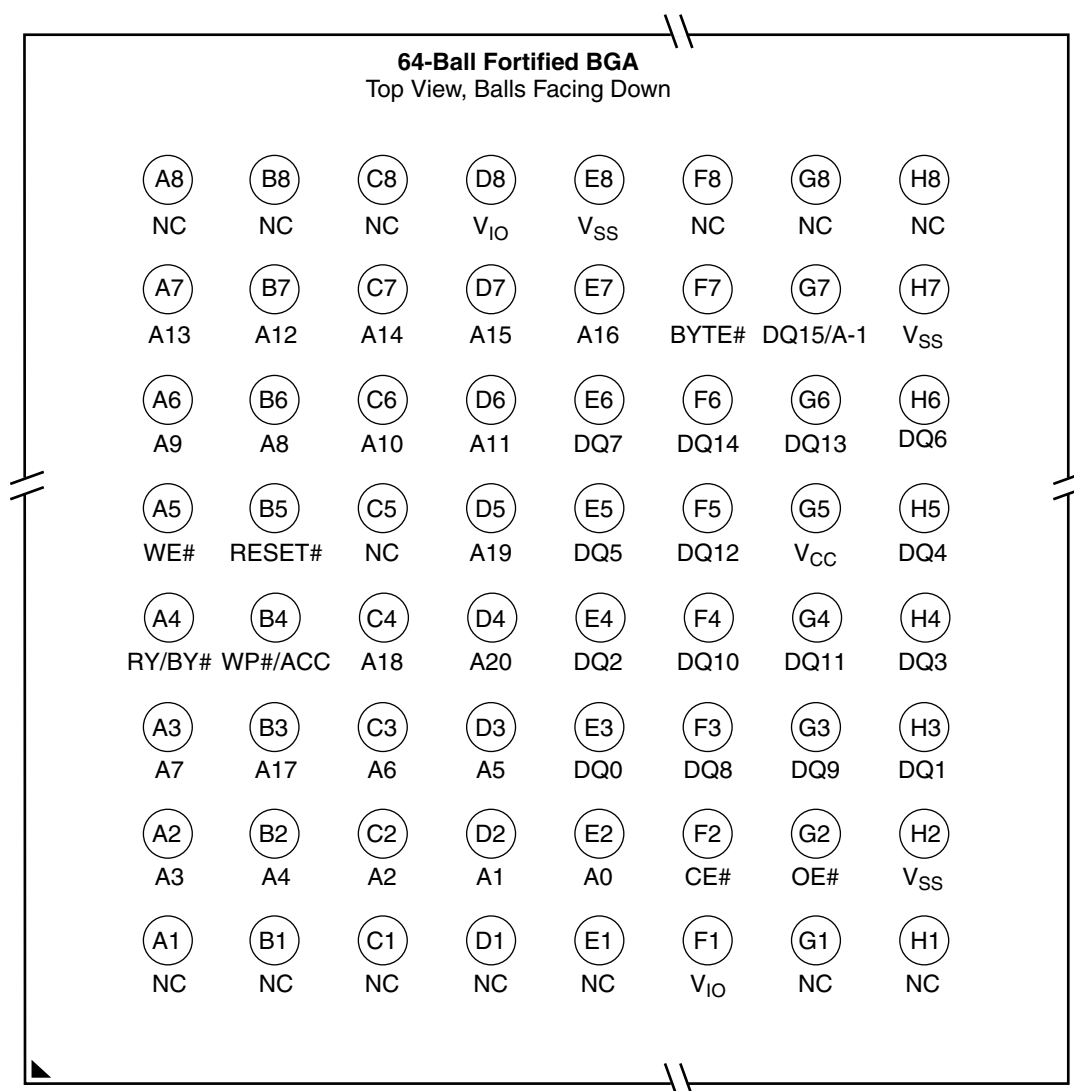 64-Ball Fortified BGA
Top View, Balls Facing Down
A8 B8 C8 D8 E8 F8 G8 H8
NC NC NC VIO VSS NC NC NC
A7 B7 C7 D7 E7 F7 G7 H7
A13 A12 A14 A15 A16 BYTE# DQ15/A-1 VSS
A6 B6 C6 D6 E6 F6 G6 H6
A9 A8 A10 A11 DQ7 DQ14 DQ13 DQ6
A5 B5 C5 D5 E5 F5 G5 H5
WE# RESET# NC A19 DQ5 DQ12 VCC DQ4
A4 B4 C4 D4 E4 F4 G4 H4
RY/BY# WP#/ACC A18 A20 DQ2 DQ10 DQ11 DQ3
A3 B3 C3 D3 E3 F3 G3 H3
A7 A17 A6 A5 DQ0 DQ8 DQ9 DQ1
A2 B2 C2 D2 E2 F2 G2 H2
A3 A4 A2 A1 A0 CE# OE# VSS
A1 B1 C1 D1 E1 F1 G1 H1
NC NC NC NC NC VIO NC NC